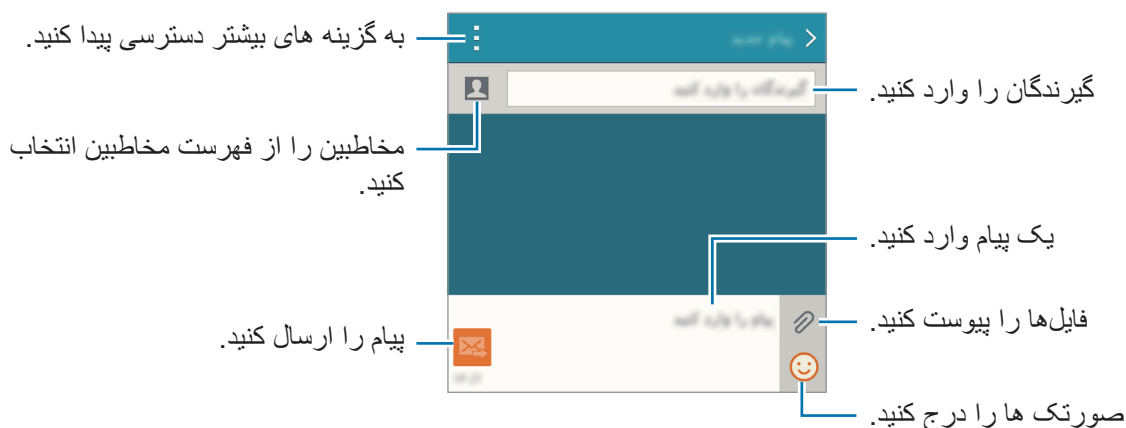 به گزینه های بیشتر دسترسی پیدا کنید.
گیرندگان را وارد کنید.
مخاطبین را از فهرست مخاطبین انتخاب
کنید.
یک پیام وارد کنید.
فایل‌ها را پیوست کنید.
پیام را ارسال کنید.
صورتک ها را درج کنید.